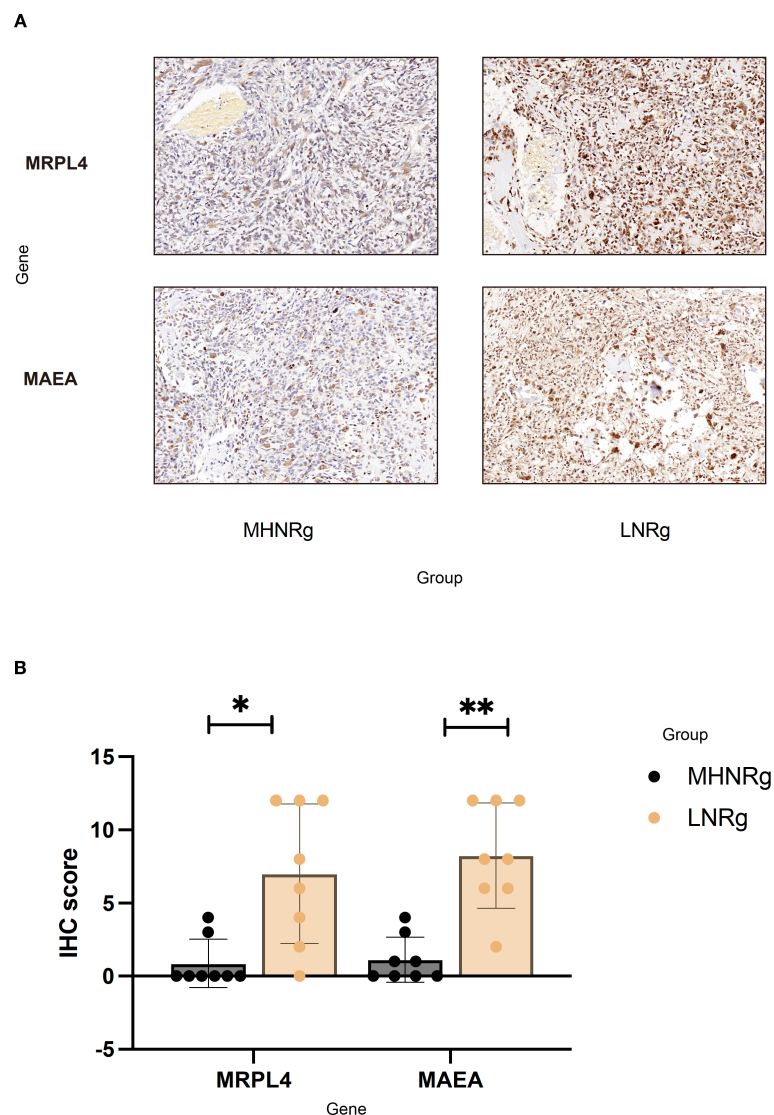 A
MRPL4
Gene
MAEA
MHNRg
LNRg
Group
B
*
**
Group
MHNRg
LNRg
15
10
5
0
-5
IHC score
MRPL4
MAEA
Gene